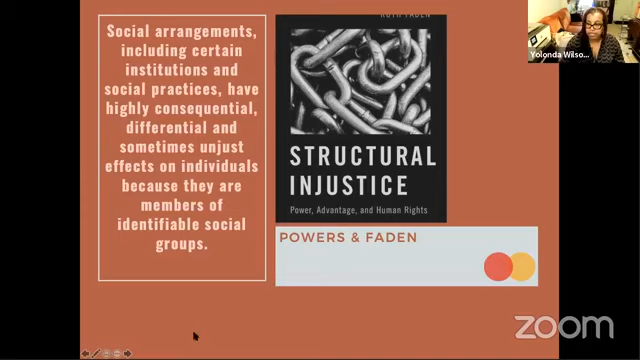 Social arrangements,
including certain
institutions and
social practices, have
highly consequential,
differential and
sometimes unjust
effects on individuals
because they are
members of
identifiable social
groups.
RUTH FADEN
STRUCTURAL
INJUSTICE
Power, Advantage, and Human Rights
POWERS & FADEN
Yolonda Wilso...
zoom